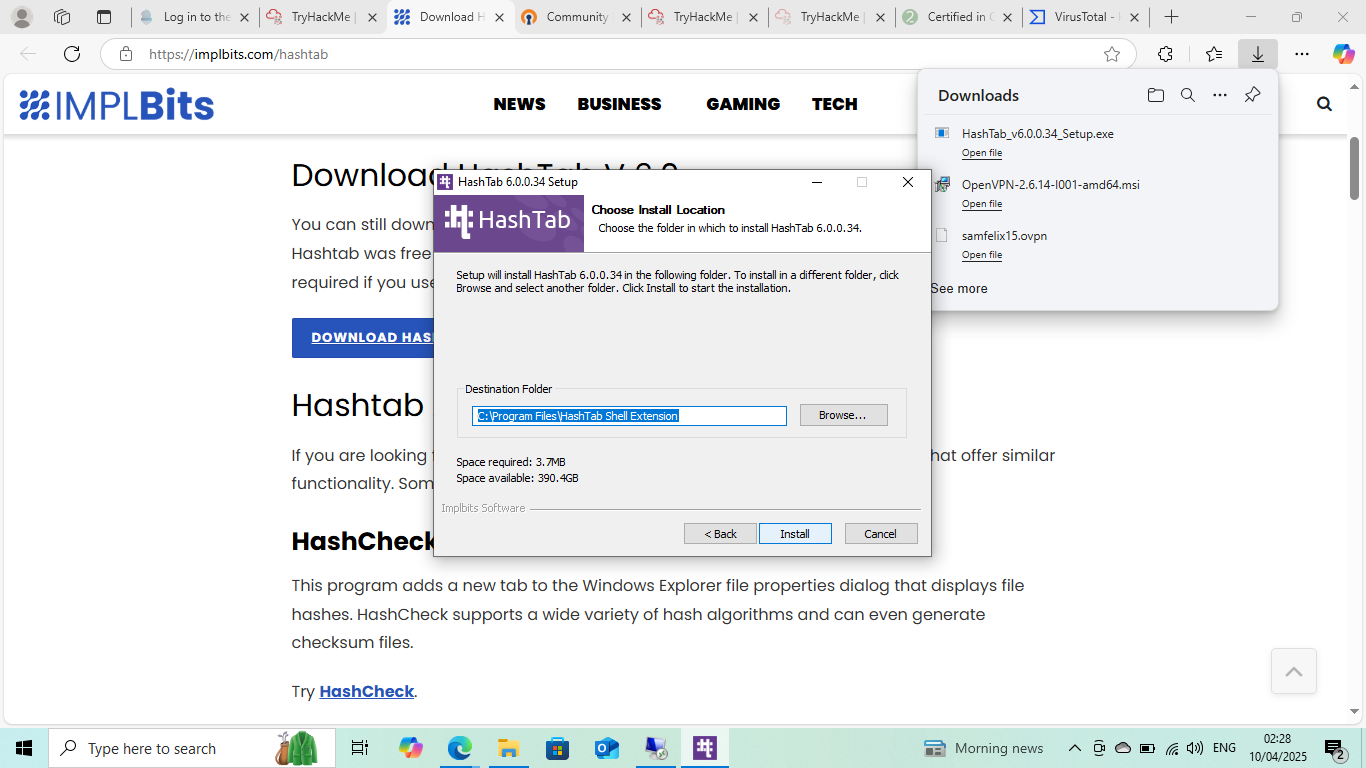 Log in to the
TryHackMe |
Download H
Community
TryHackMe |
TryHackMe |
Certified in C
VirusTotal -
https://implbits.com/hashtab
IMPLBits
NEWS
BUSINESS
GAMING
TECH
Downloads
HashTab_v6.0.0.34_Setup.exe
Open file
OpenVPN-2.6.14-I001-amd64.msi
Open file
samfelix15.ovpn
Open file
See more
Download
You can still down
Hashtab was free
required if you use
DOWNLOAD HAS
HashTab 6.0.0.34 Setup
HashTab
Choose Install Location
Choose the folder in which to install HashTab 6.0.0.34.
Setup will install HashTab 6.0.0.34 in the following folder. To install in a different folder, click
Browse and select another folder. Click Install to start the installation.
Destination Folder
C:\Program Files\HashTab Shell Extension
Browse...
Space required: 3.7MB
Space available: 390.4GB
Implbits Software
< Back
Install
Cancel
Hashtab
If you are looking
hat offer similar
functionality. Som
HashCheck
This program adds a new tab to the Windows Explorer file properties dialog that displays file
hashes. HashCheck supports a wide variety of hash algorithms and can even generate
checksum files.
Try HashCheck.
Type here to search
Morning news
ENG
02:28
10/04/2025
2